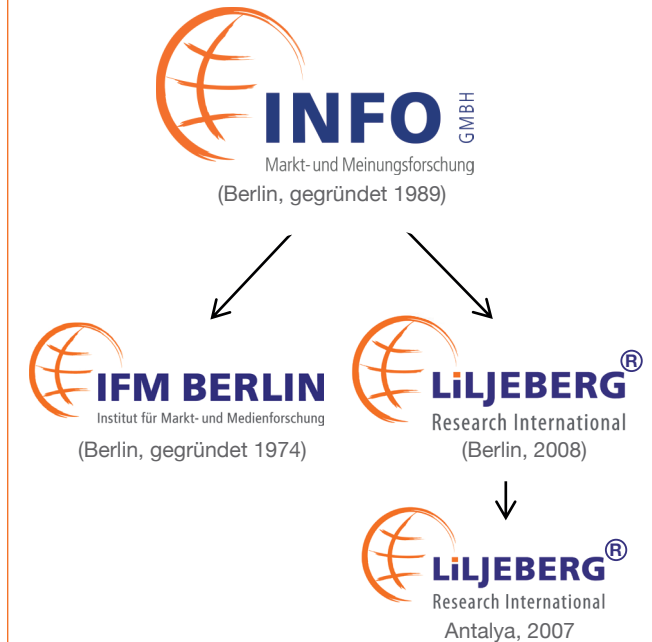 INFO GMBH
Markt- und Meinungsforschung
(Berlin, gegründet 1989)
IFM BERLIN
Institut für Markt- und Medienforschung
(Berlin, gegründet 1974)
LiLJEBERG®
Research International
(Berlin, 2008)
LiLJEBERG®
Research International
Antalya, 2007